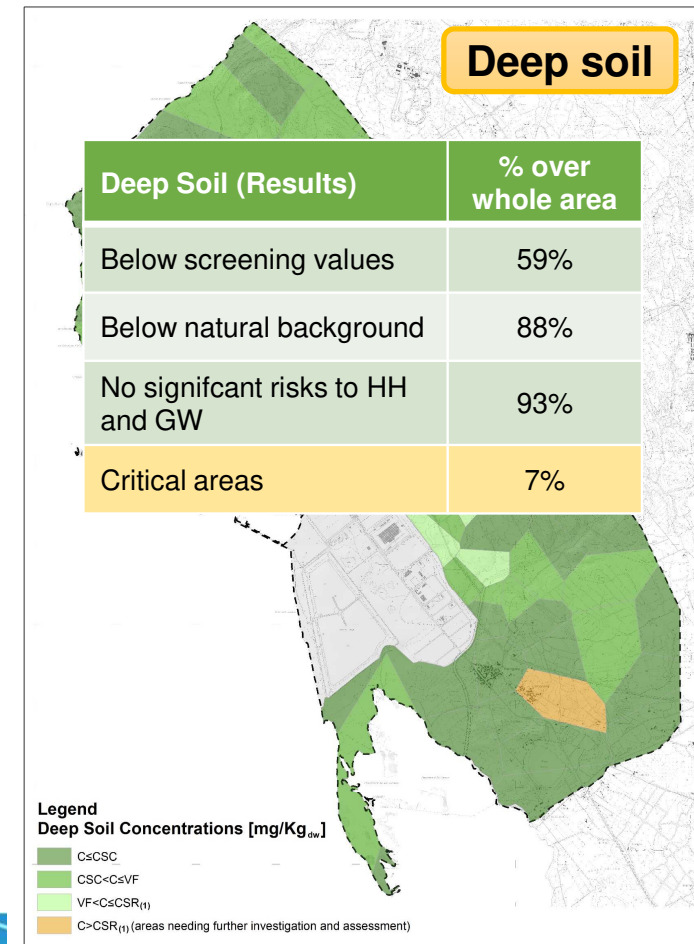 Deep soil
Deep Soil (Results)
% over
whole area
Below screening values
59%
Below natural background
88%
No signifcant risks to HH
and GW
93%
Critical areas
7%
Legend
Deep Soil Concentrations [mg/Kgdw]
C≤CSC
CSC<C≤VF
VF<C≤CSR(1)
C>CSR(1) (areas needing further investigation and assessment)